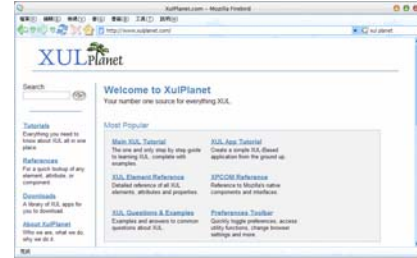 XulPlanet.com - Mozilla Firebird
http://www.xulplanet.com/
xul planet
XULPlanet
Search
Welcome to XulPlanet
Your number one source for everything XUL.
Most Popular
Tutorials
Everything you need to
know about XUL all in one
place.
References
For a quick lookup of any
element, attribute, or
component.
Downloads
A library of XUL apps for
you to download.
About XulPlanet
Who we are, what we do,
why we do it.
Main XUL Tutorial
The one and only step by step guide
to learning XUL, complete with
examples.
XUL App Tutorial
Create a simple XUL-Based
application from the ground up.
XUL Element Reference
Detailed reference of all XUL
elements, attributes and properties.
XPCOM Reference
Reference to Mozilla's native
components and interfaces.
XUL Questions & Examples
Examples and answers to common
questions about XUL.
Preferences Toolbar
Quickly toggle preferences, access
utility functions, change browser
settings and more.
完成